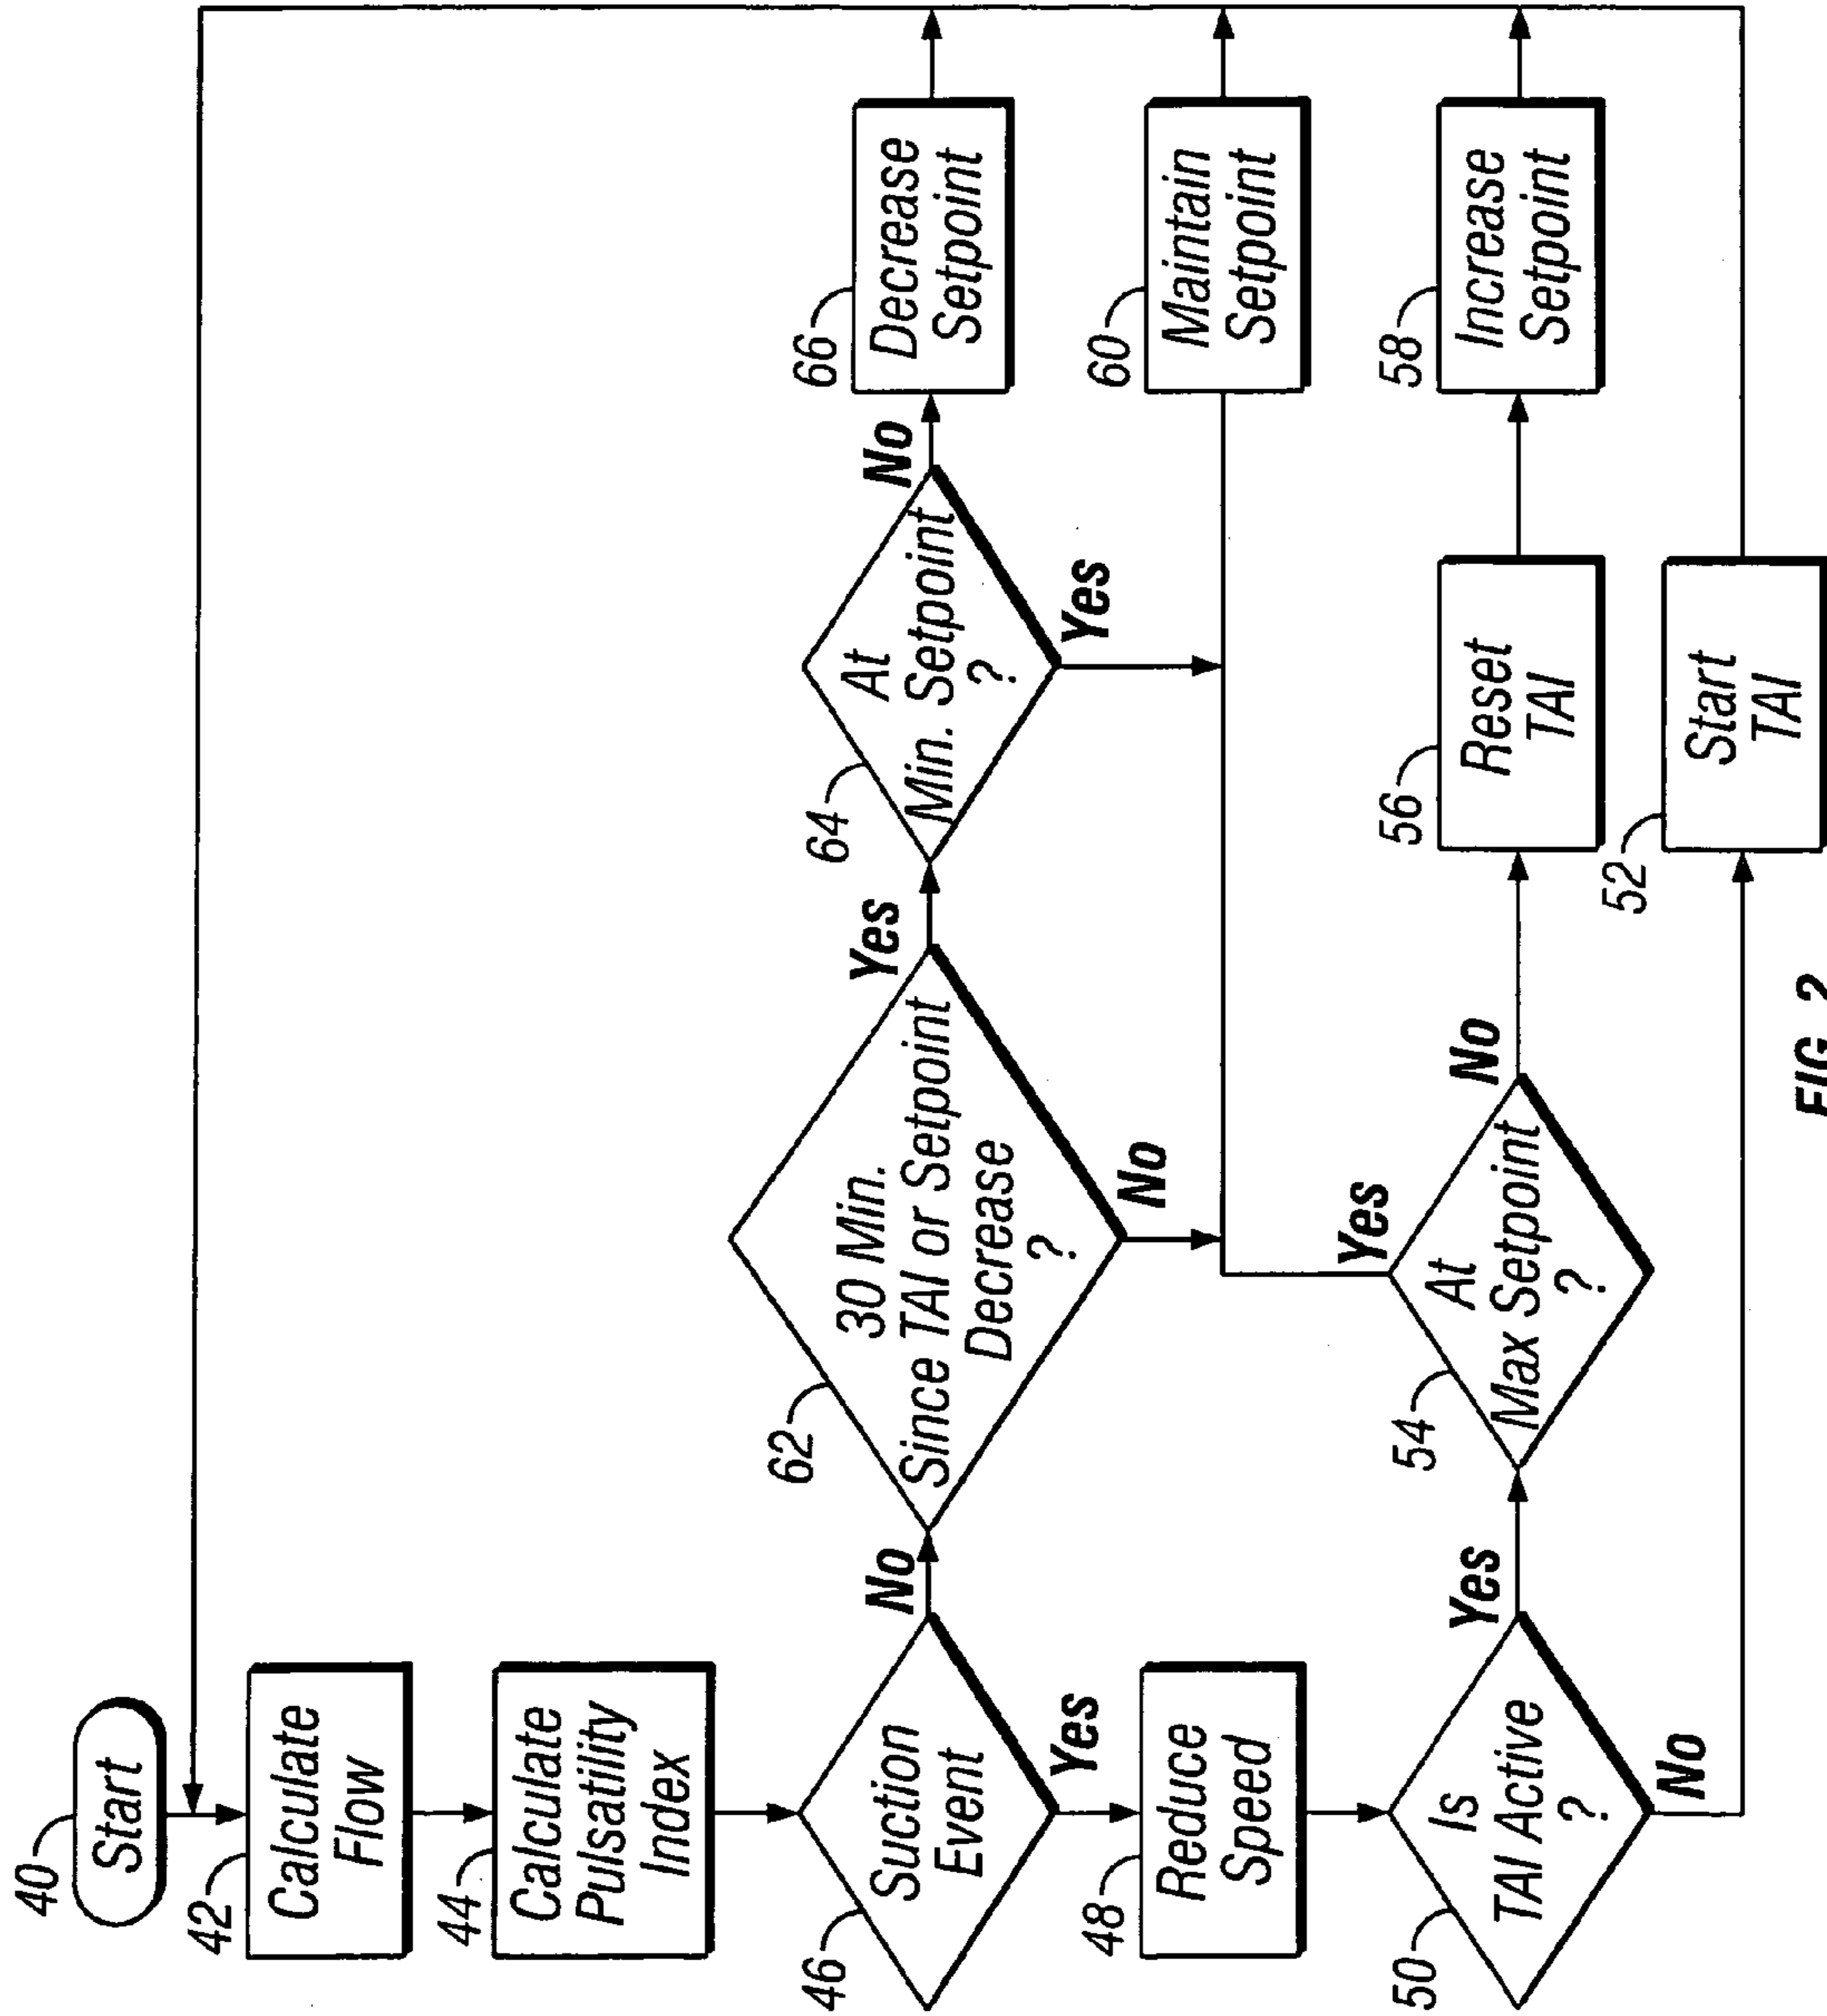 40
Start
42
Calculate
Flow
44
Calculate
Pulsatility
Index
46
Suction
Event
No
Yes
62
30 Min.
Since TAI or Setpoint
Decrease
?
Yes
No
64
At
Min. Setpoint
?
No
Yes
66
Decrease
Setpoint
60
Maintain
Setpoint
48
Reduce
Speed
50
Is
TAI Active
?
Yes
No
54
At
Max Setpoint
?
Yes
No
56
Reset
TAI
58
Increase
Setpoint
52
Start
TAI
FIG. 2